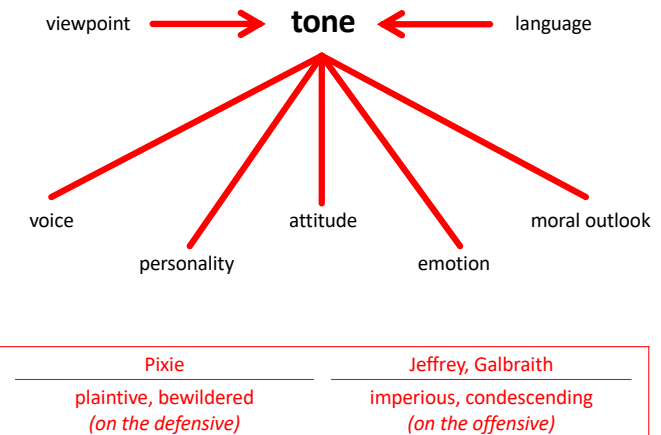 viewpoint tone language
voice attitude moral outlook
personality emotion
Pixie Jeffrey, Galbraith
plaintive, bewildered imperious, condescending
(on the defensive) (on the offensive)